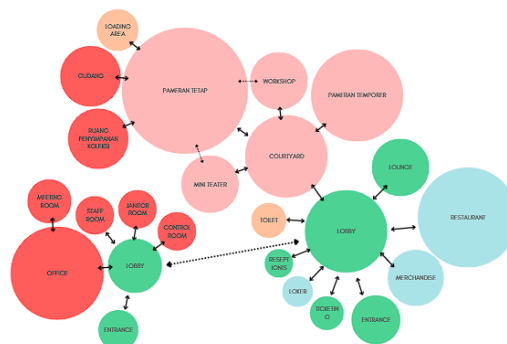 LOADING
AREA
GUDANG
PAMERAN TETAP
WORKSHOP
PAMERAN TEMPORER
RUANG
PENYIMPANAN
KOLEKSI
COURTYARD
MINI TEATER
LOUNGE
MEETING
ROOM
STAFF
ROOM
JANITOR
ROOM
CONTROL
ROOM
TOILET
LOBBY
RESTAURANT
OFFICE
LOBBY
RESEPT
IONIS
LOKER
MERCHANDISE
TICKETIN
G
ENTRANCE
ENTRANCE